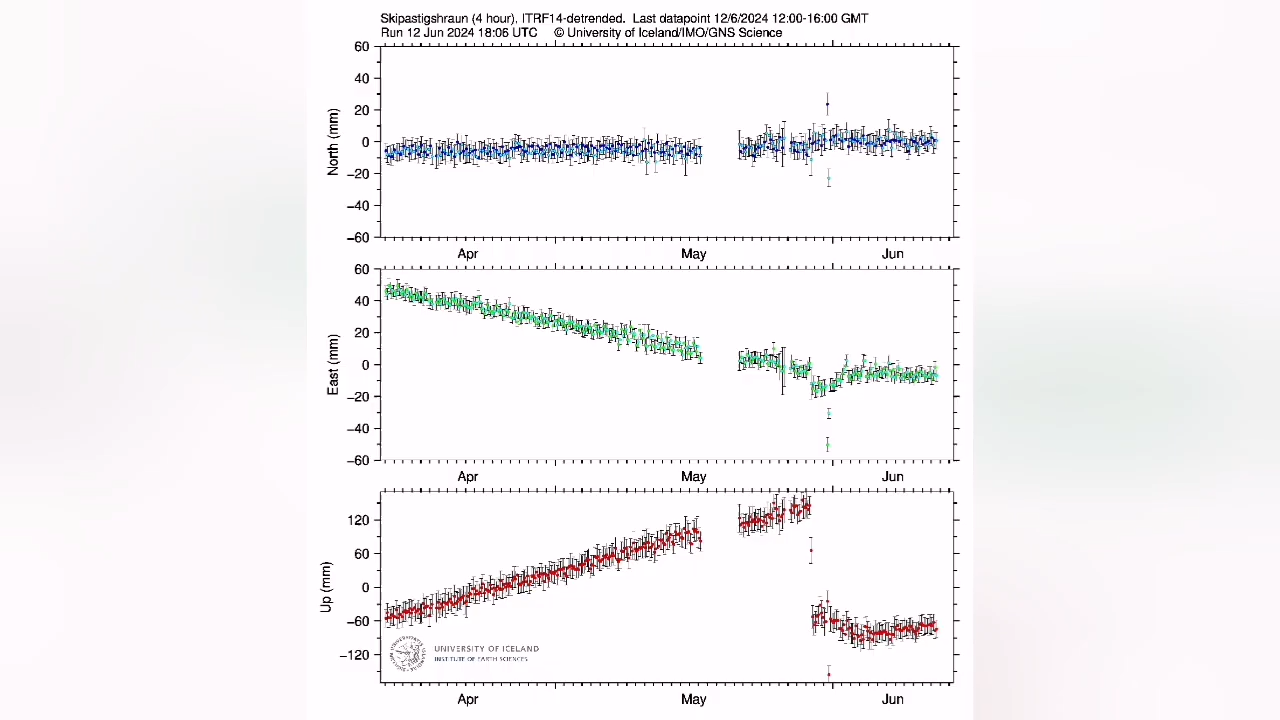 Skipastigshraun (4 hour), ITRF14-detrended. Last datapoint 12/6/2024 12:00-16:00 GMT
Run 12 Jun 2024 18:06 UTC © University of Iceland/IMO/GNS Science
60
40
20
0
−20
−40
−60
North (mm)
Apr May Jun
60
40
20
0
−20
−40
−60
East (mm)
Apr May Jun
120
60
0
−60
−120
Up (mm)
UNIVERSITY OF ICELAND
INSTITUTE OF EARTH SCIENCES
Apr May Jun